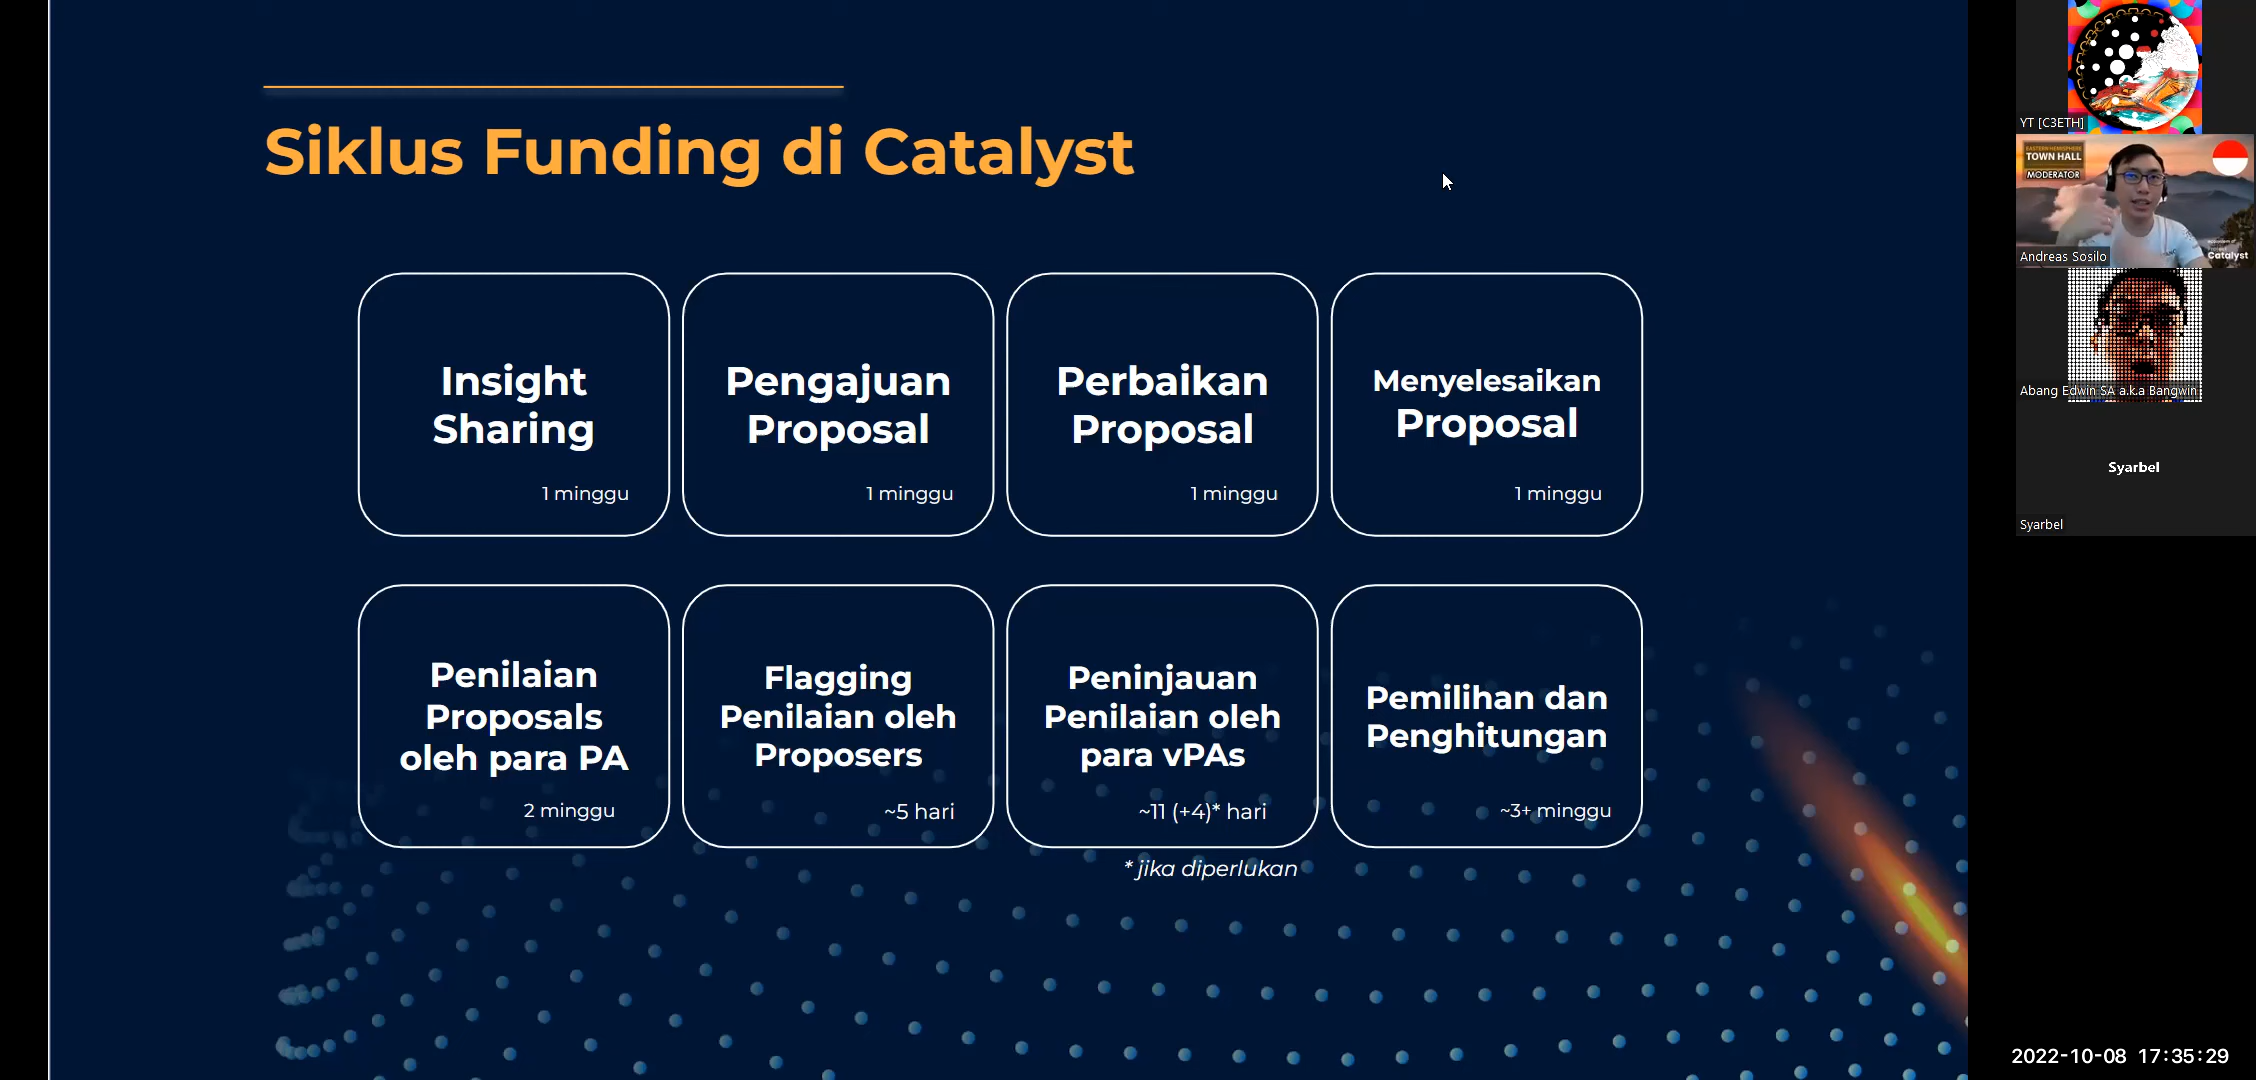 Siklus Funding di Catalyst
Insight
Sharing
1 minggu
Pengajuan
Proposal
1 minggu
Perbaikan
Proposal
1 minggu
Menyelesaikan
Proposal
1 minggu
Penilaian
Proposals
oleh para PA
2 minggu
Flagging
Penilaian oleh
Proposers
~5 hari
Peninjauan
Penilaian oleh
para vPAs
~11 (+4)* hari
* jika diperlukan
Pemilihan dan
Penghitungan
~3+ minggu
YT [C3ETH]
EASTERN HEMISPHERE
TOWN HALL
MODERATOR
Catalyst
Andreas Sosilo
Abang Edwin SA a.k.a Bangwin
Syarbel
Syarbel
2022-10-08 17:35:29